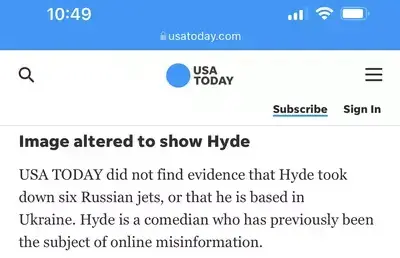 10:49
usatoday.com
USA
TODAY
Subscribe Sign In
Image altered to show Hyde
USA TODAY did not find evidence that Hyde took
down six Russian jets, or that he is based in
Ukraine. Hyde is a comedian who has previously been
the subject of online misinformation.